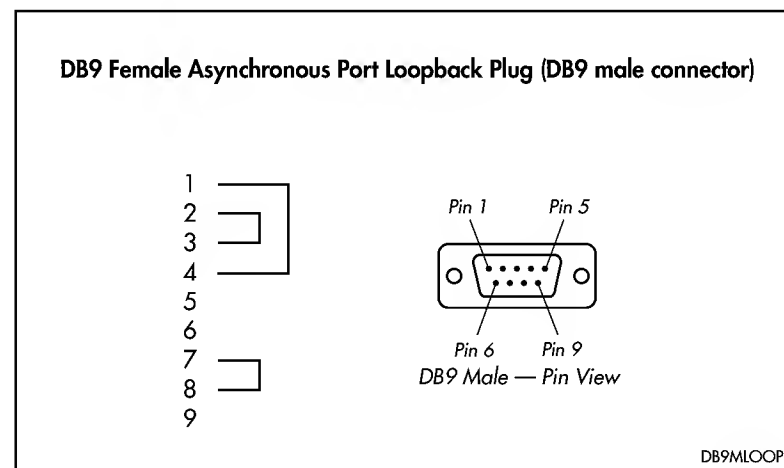 DB9 Female Asynchronous Port Loopback Plug (DB9 male connector)
1
2
3
4
5
6
7
8
9
Pin 1 Pin 5
Pin 6 Pin 9
DB9 Male — Pin View
DB9MLOOP